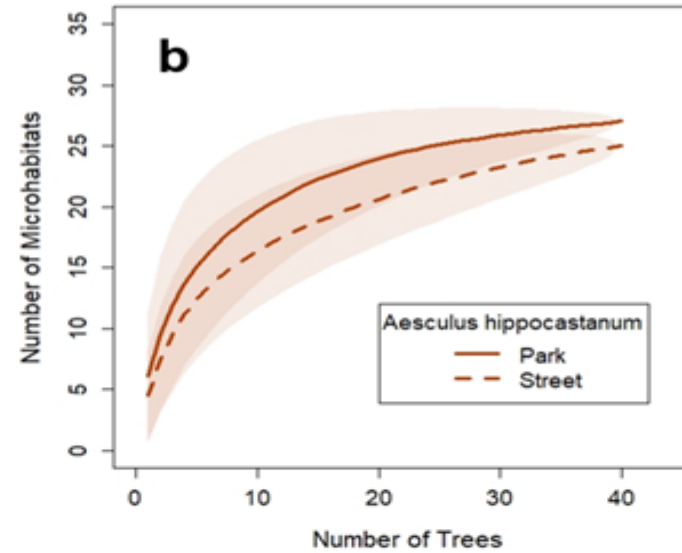 b
35
30
25
20
15
10
5
0
Number of Microhabitats
Aesculus hippocastanum
Park
Street
0 10 20 30 40
Number of Trees